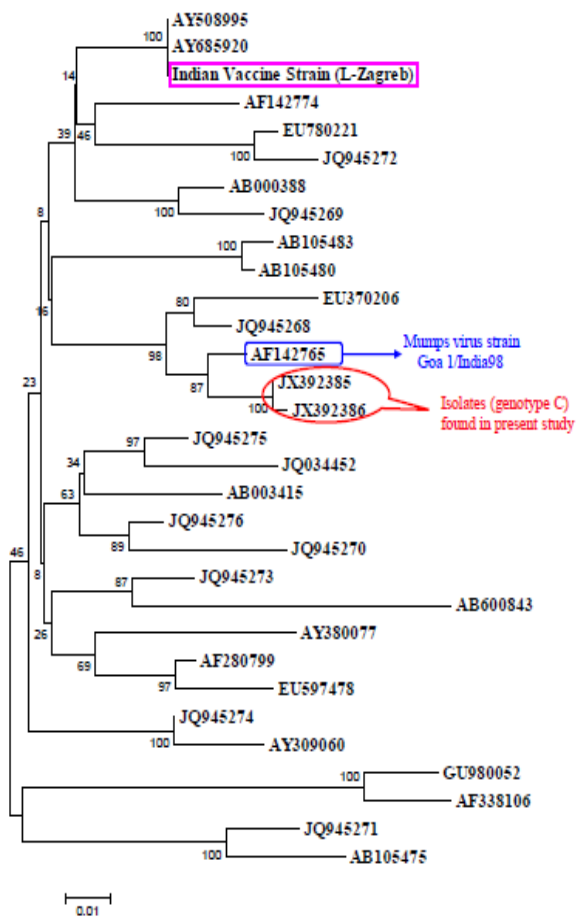 AY508995
100
AY685920
Indian Vaccine Strain (L-Zagreb)
14
AF142774
39
46
EU780221
100
JQ945272
AB000388
100
JQ945269
8
100
AB105483
AB105480
16
EU370206
80
JQ945268
98
AF142765
Mumps virus strain
Goa 1/India98
87
JX392385
100
JX392386
Isolates (genotype C)
found in present study
23
JQ945275
97
34
JQ034452
63
AB003415
JQ945276
89
JQ945270
46
8
JQ945273
87
AB600843
26
AY380077
69
AF280799
97
EU597478
JQ945274
100
AY309060
GU980052
100
AF338106
JQ945271
100
AB105475
0.01